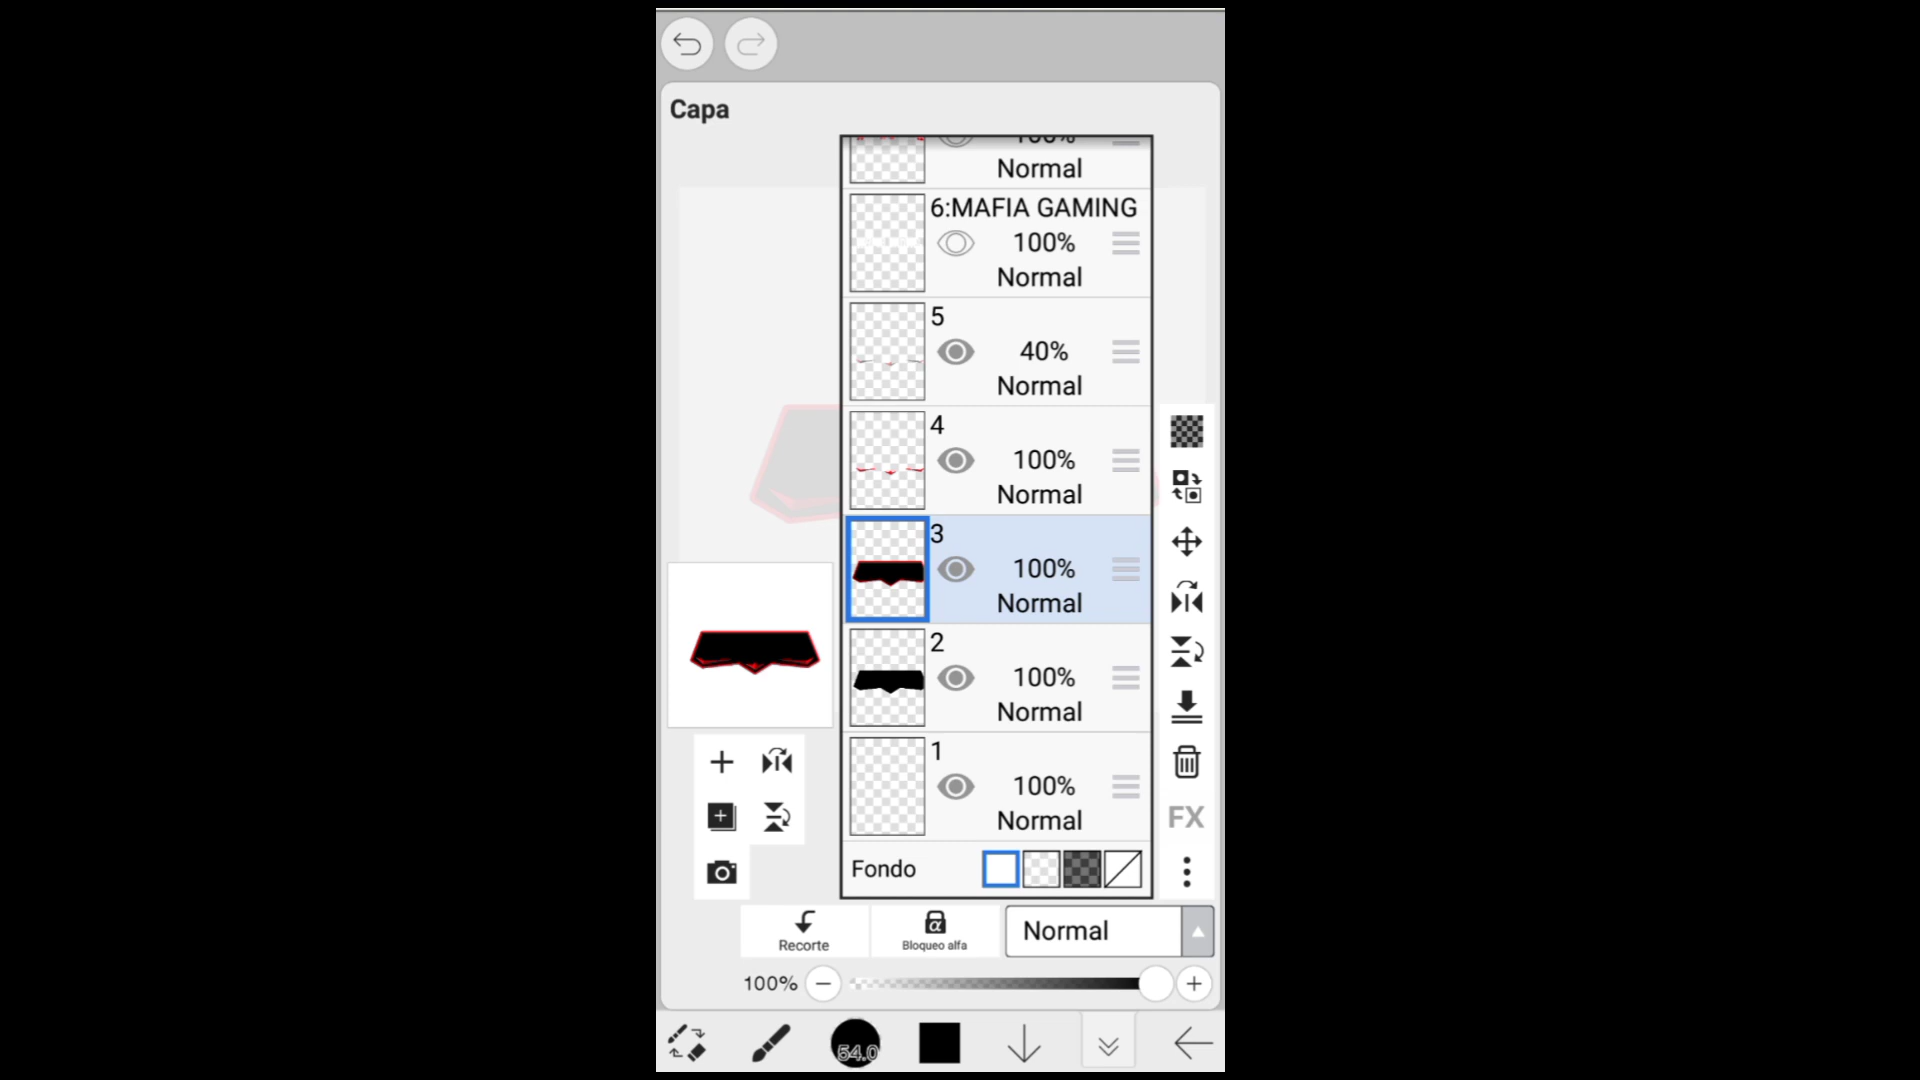 Capa
100%
Normal
6:MAFIA GAMING
100%
Normal
5
40%
Normal
4
100%
Normal
3
100%
Normal
2
100%
Normal
1
100%
Normal
FX
Fondo
Recorte
α
Bloqueo alfa
Normal
100%
54.0